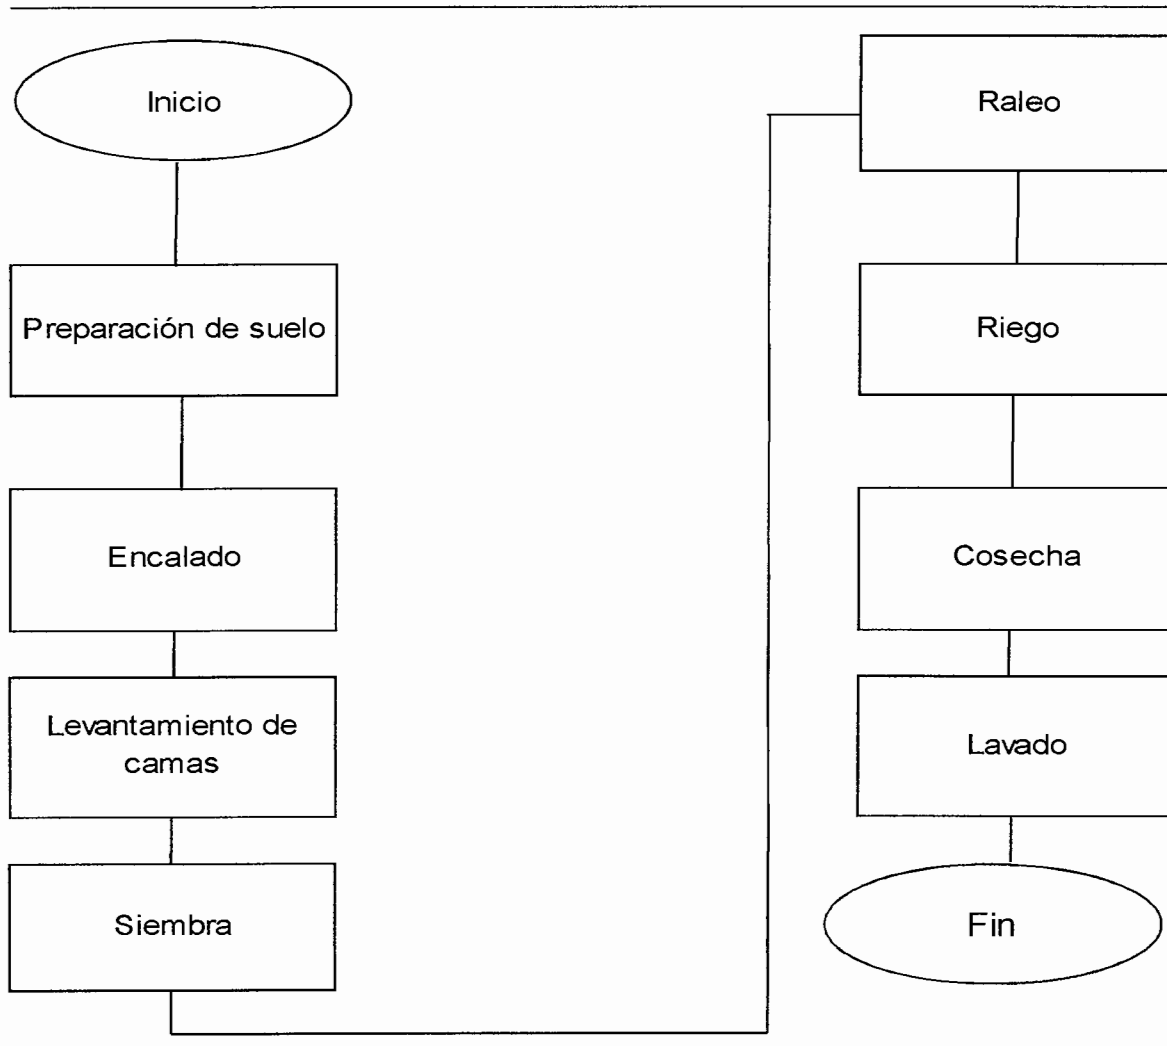 Inicio
Preparación de suelo
Encalado
Levantamiento de
camas
Siembra
Raleo
Riego
Cosecha
Lavado
Fin